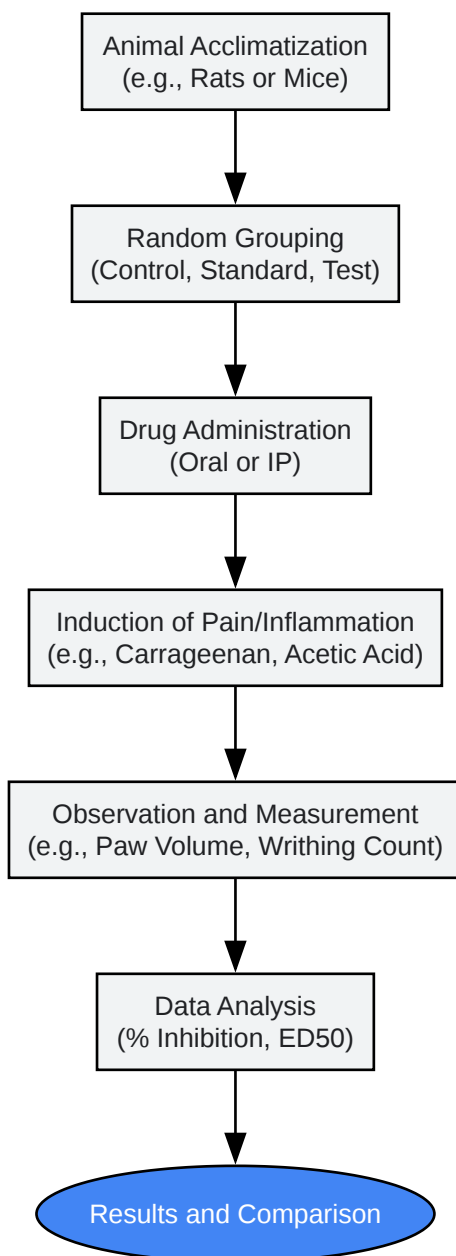 Animal Acclimatization
(e.g., Rats or Mice)
Random Grouping
(Control, Standard, Test)
Drug Administration
(Oral or IP)
Induction of Pain/Inflammation
(e.g., Carrageenan, Acetic Acid)
Observation and Measurement
(e.g., Paw Volume, Writhing Count)
Data Analysis
(% Inhibition, ED50)
Results and Comparison